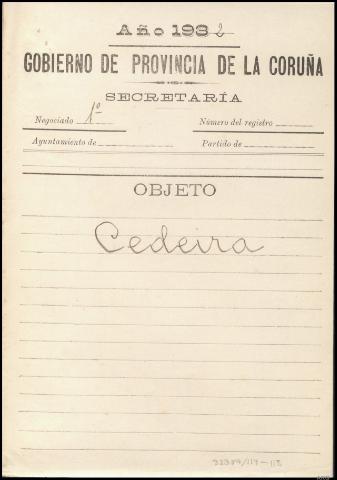 Año 1932
GOBIERNO DE PROVINCIA DE LA CORUÑA
SECRETARÍA
Negociado 1º Número del registro
Ayuntamiento de Partido de
OBJETO
Cedeira